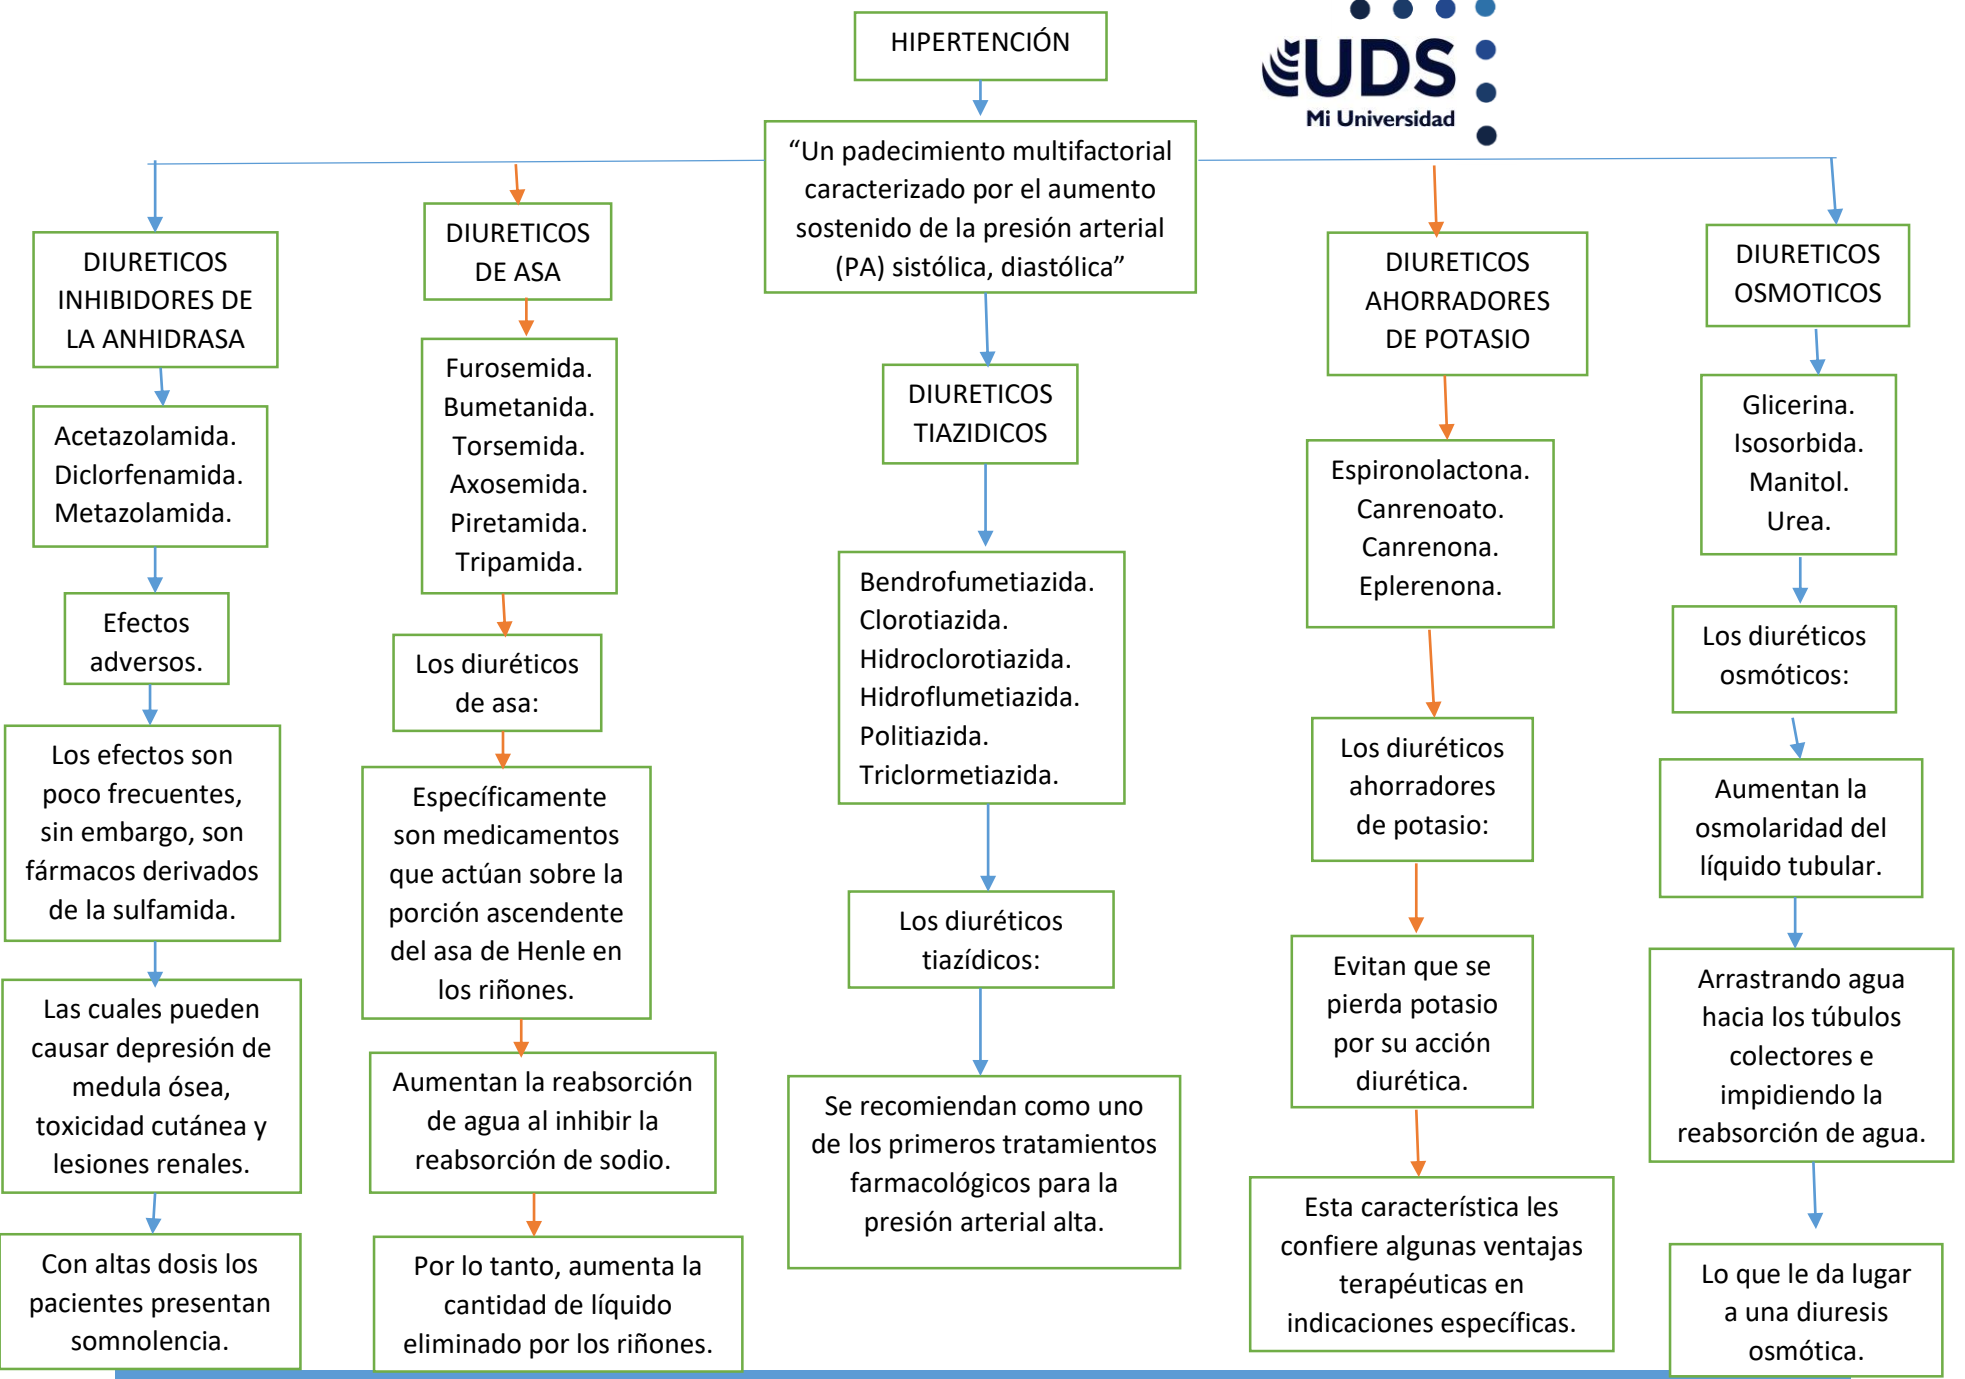 HIPERTENCIÓN
UDS
Mi Universidad
“Un padecimiento multifactorial
caracterizado por el aumento
sostenido de la presión arterial
(PA) sistólica, diastólica”
DIURETICOS
INHIBIDORES DE
LA ANHIDRASA
Acetazolamida.
Diclorfenamida.
Metazolamida.
Efectos
adversos.
Los efectos son
poco frecuentes,
sin embargo, son
fármacos derivados
de la sulfamida.
Las cuales pueden
causar depresión de
medula ósea,
toxicidad cutánea y
lesiones renales.
Con altas dosis los
pacientes presentan
somnolencia.
DIURETICOS
DE ASA
Furosemida.
Bumetanida.
Torsemida.
Axosemida.
Piretamida.
Tripamida.
Los diuréticos
de asa:
Específicamente
son medicamentos
que actúan sobre la
porción ascendente
del asa de Henle en
los riñones.
Aumentan la reabsorción
de agua al inhibir la
reabsorción de sodio.
Por lo tanto, aumenta la
cantidad de líquido
eliminado por los riñones.
DIURETICOS
TIAZIDICOS
Bendrofumetiazida.
Clorotiazida.
Hidroclorotiazida.
Hidroflumetiazida.
Politiazida.
Triclormetiazida.
Los diuréticos
tiazídicos:
Se recomiendan como uno
de los primeros tratamientos
farmacológicos para la
presión arterial alta.
DIURETICOS
AHORRADORES
DE POTASIO
Espironolactona.
Canrenoato.
Canrenona.
Eplerenona.
Los diuréticos
ahorradores
de potasio:
Evitan que se
pierda potasio
por su acción
diurética.
Esta característica les
confiere algunas ventajas
terapéuticas en
indicaciones específicas.
DIURETICOS
OSMOTICOS
Glicerina.
Isosorbida.
Manitol.
Urea.
Los diuréticos
osmóticos:
Aumentan la
osmolaridad del
líquido tubular.
Arrastrando agua
hacia los túbulos
colectores e
impidiendo la
reabsorción de agua.
Lo que le da lugar
a una diuresis
osmótica.